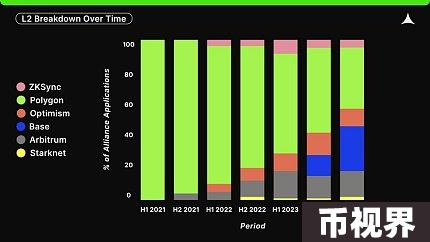 L2 Breakdown Over Time
ZKSync
Polygon
Optimism
Base
Arbitrum
Starknet
% of Alliance Applications
100
80
60
40
20
0
H1 2021
H2 2021
H1 2022
H2 2022
H1 2023
Period
币视界